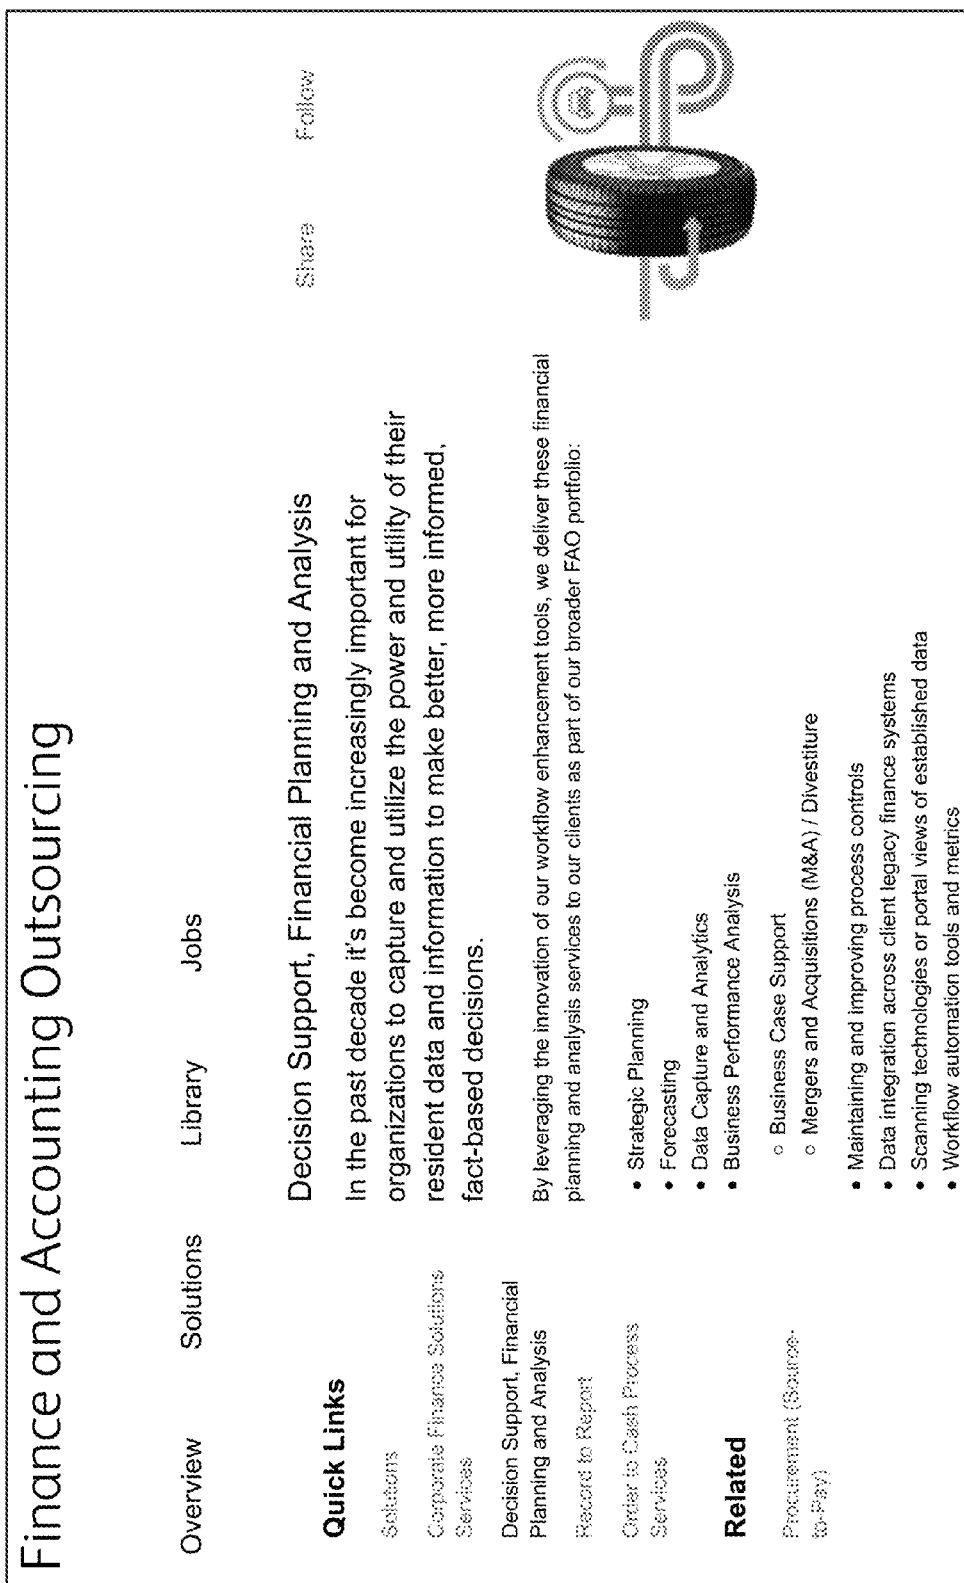 Finance and Accounting Outsourcing
Overview Solutions Library Jobs
Share Follow
Quick Links
Solutions
Corporate Finance Solutions
Services
Decision Support, Financial
Planning and Analysis
Record to Report
Order to Cash Process
Services
Related
Procurement (Source-
to-Pay)
Decision Support, Financial Planning and Analysis
In the past decade it's become increasingly important for
organizations to capture and utilize the power and utility of their
resident data and information to make better, more informed,
fact-based decisions.
By leveraging the innovation of our workflow enhancement tools, we deliver these financial
planning and analysis services to our clients as part of our broader FAO portfolio:
• Strategic Planning
• Forecasting
• Data Capture and Analytics
• Business Performance Analysis
○ Business Case Support
○ Mergers and Acquisitions (M&A) / Divestiture
• Maintaining and improving process controls
• Data integration across client legacy finance systems
• Scanning technologies or portal views of established data
• Workflow automation tools and metrics